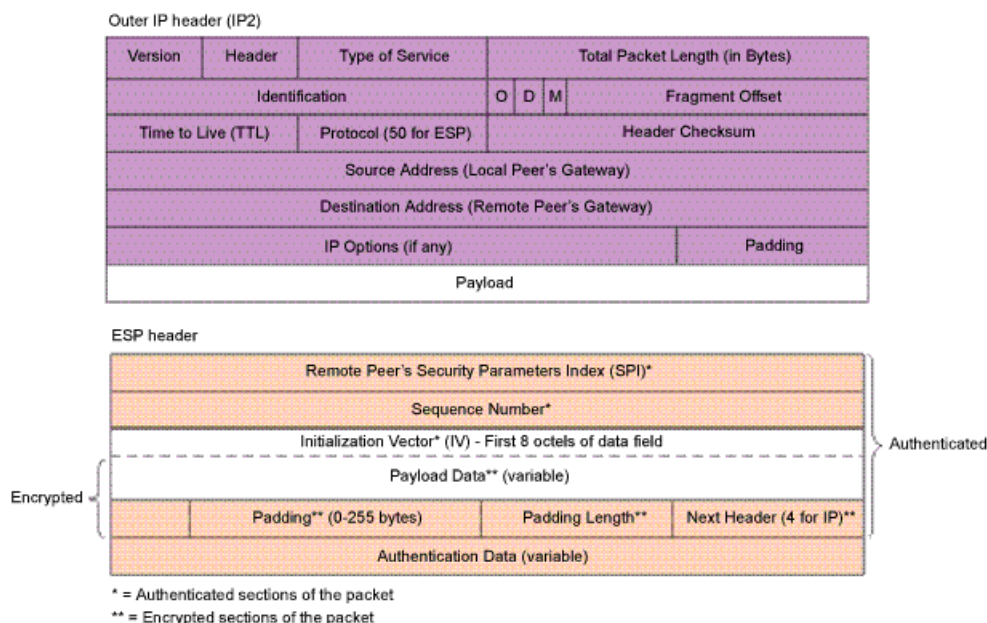 Outer IP header (IP2)
Version Header Type of Service Total Packet Length (in Bytes)
Identification O D M Fragment Offset
Time to Live (TTL) Protocol (50 for ESP) Header Checksum
Source Address (Local Peer's Gateway)
Destination Address (Remote Peer's Gateway)
IP Options (if any) Padding
Payload
ESP header
Remote Peer's Security Parameters Index (SPI)*
Sequence Number*
Initialization Vector* (IV) - First 8 octels of data field
Authenticated
Payload Data** (variable)
Encrypted
Padding** (0-255 bytes) Padding Length** Next Header (4 for IP)**
Authentication Data (variable)
* = Authenticated sections of the packet
** = Encrypted sections of the packet